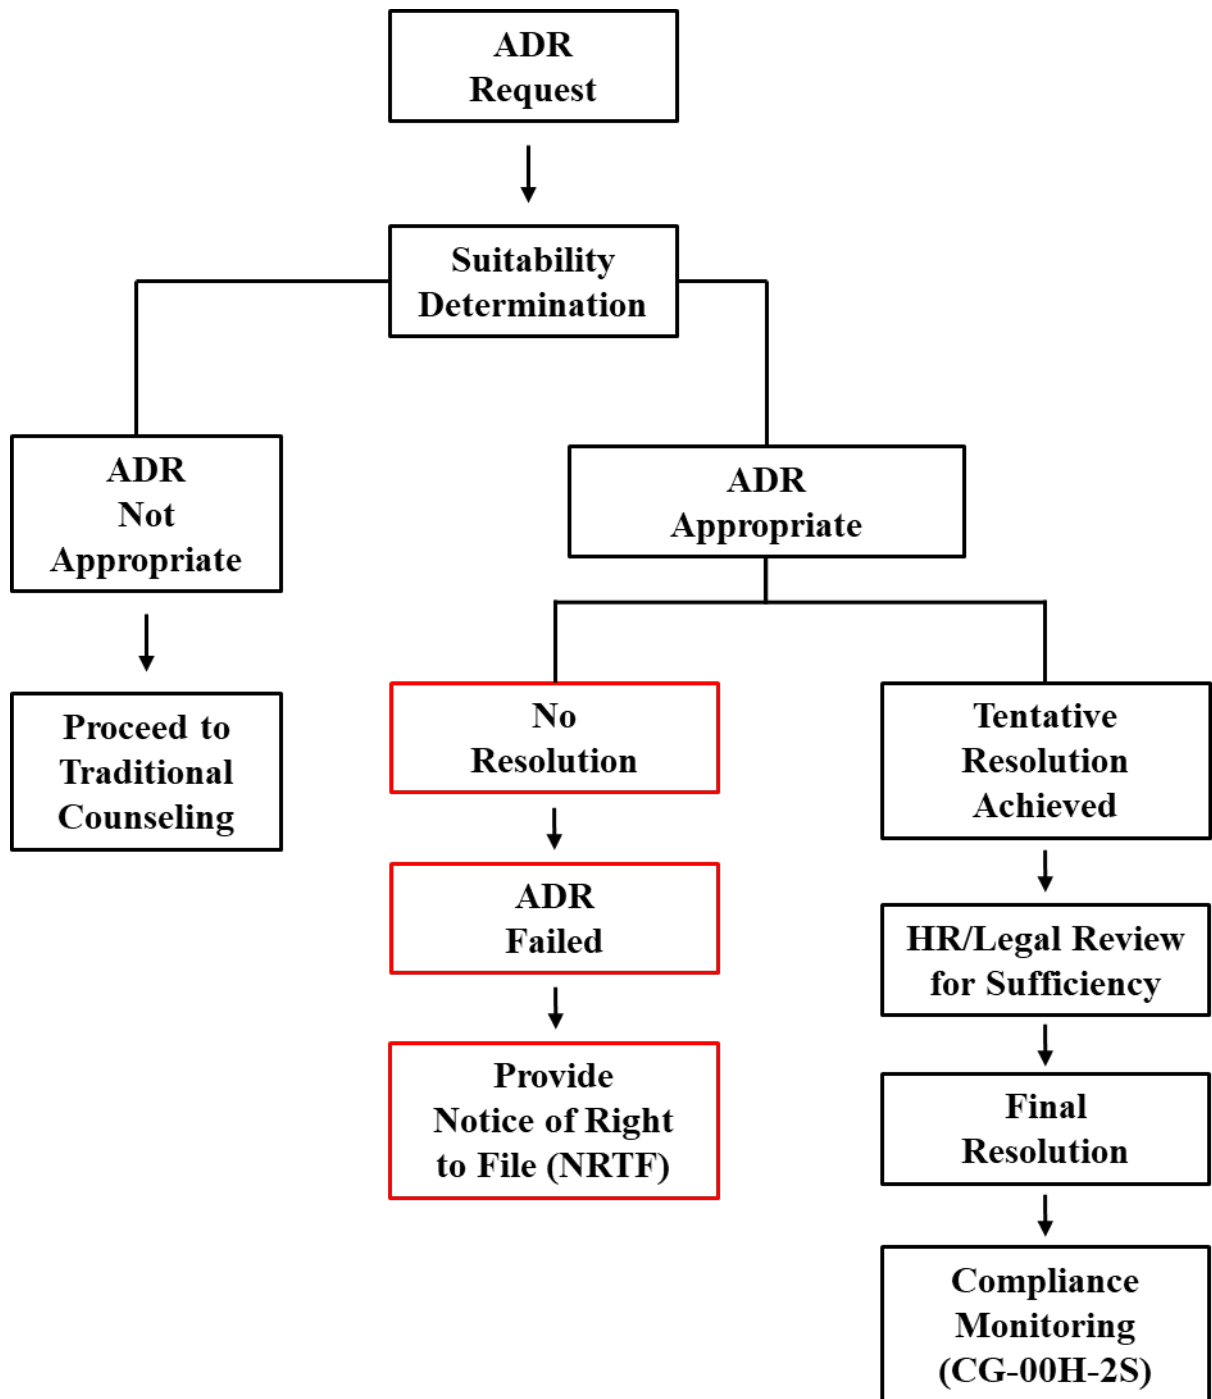 ADR
Request
Suitability
Determination
ADR
Not
Appropriate
ADR
Appropriate
Proceed to
Traditional
Counseling
No
Resolution
Tentative
Resolution
Achieved
ADR
Failed
HR/Legal Review
for Sufficiency
Provide
Notice of Right
to File (NRTF)
Final
Resolution
Compliance
Monitoring
(CG-00H-2S)